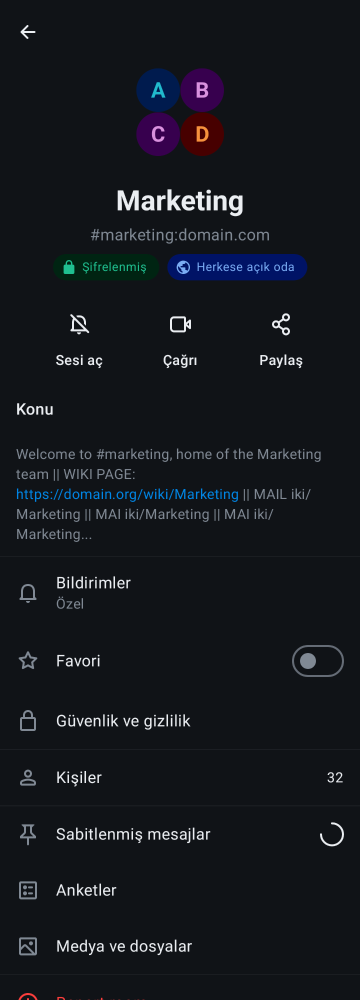 A B
C D
Marketing
#marketing:domain.com
Şifrelenmiş Herkese açık oda
Sesi aç Çağrı Paylaş
Konu
Welcome to #marketing, home of the Marketing
team || WIKI PAGE:
https://domain.org/wiki/Marketing || MAIL iki/
Marketing || MAI iki/Marketing || MAI iki/
Marketing...
Bildirimler
Özel
Favori
Güvenlik ve gizlilik
Kişiler 32
Sabitlenmiş mesajlar
Anketler
Medya ve dosyalar